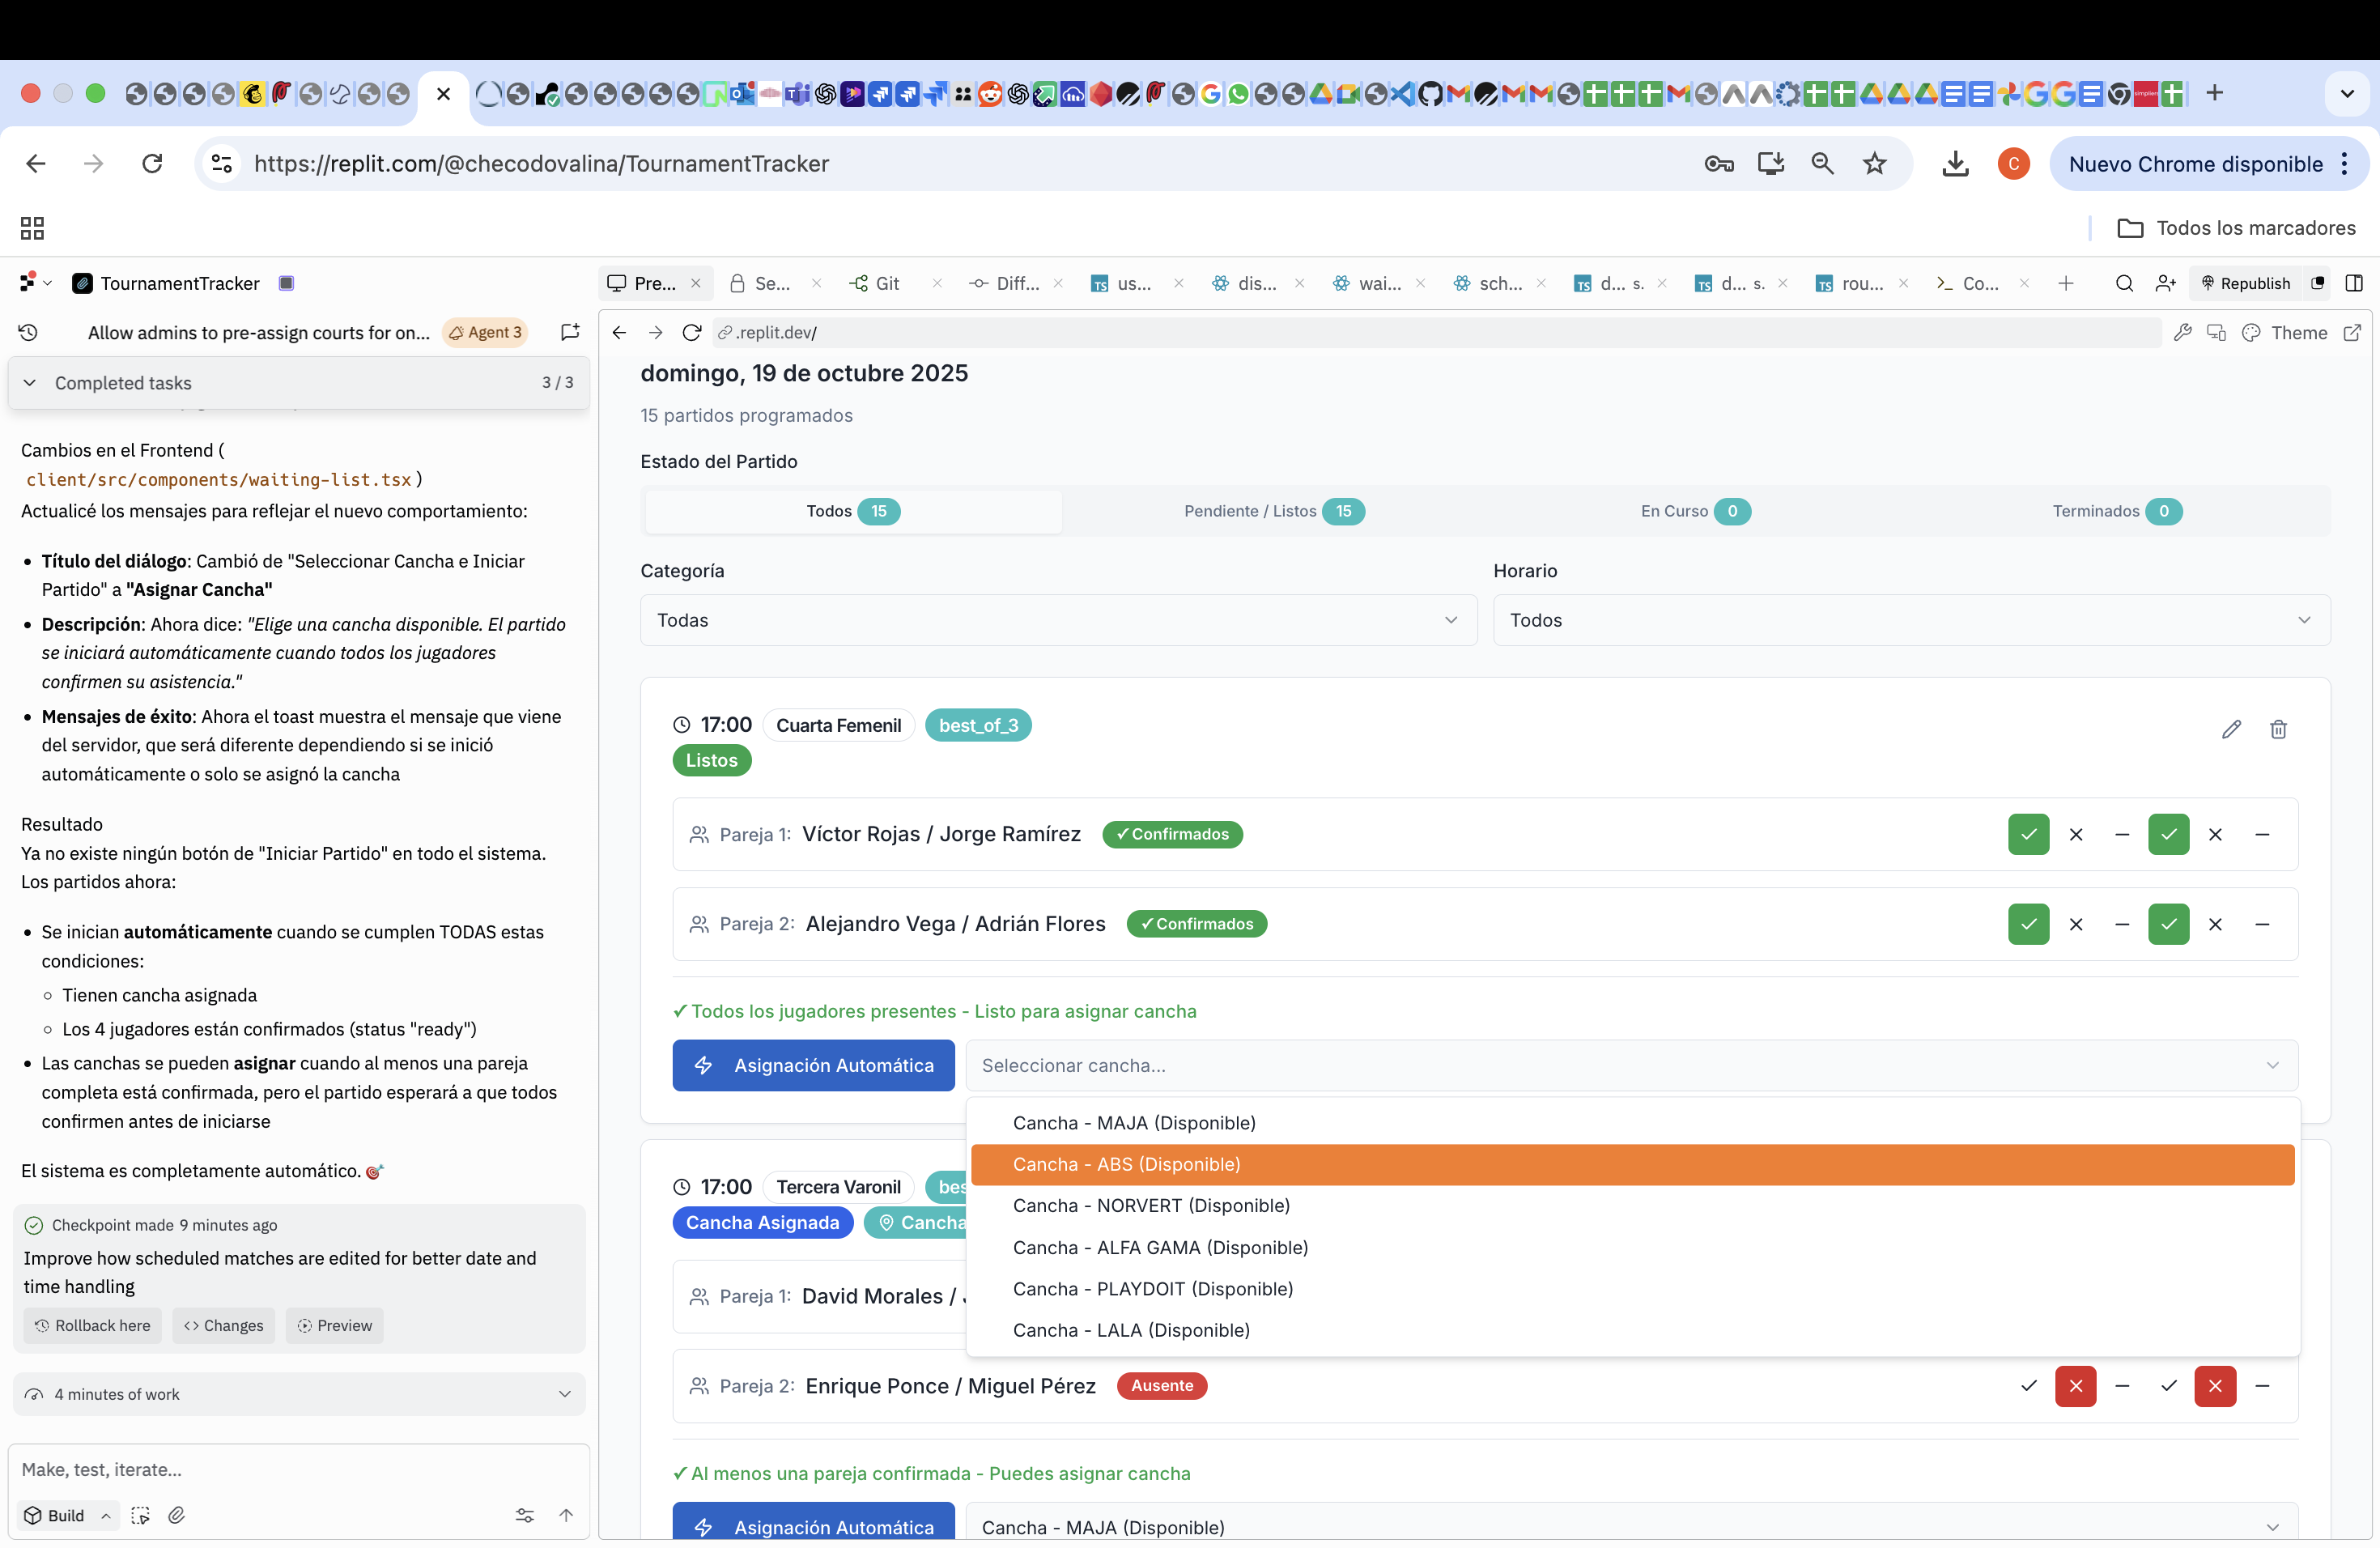 https://replit.com/@checodovalina/TournamentTracker
C
Nuevo Chrome disponible
Todos los marcadores
TournamentTracker
Pre...
Se...
Git
Diff...
us...
dis...
wai...
sch...
d... s.
d... s.
rou...
Co...
Republish
Allow admins to pre-assign courts for on...
Agent 3
.replit.dev/
Theme
Completed tasks
3 / 3
Cambios en el Frontend (
client/src/components/waiting-list.tsx )
Actualicé los mensajes para reflejar el nuevo comportamiento:
Título del diálogo: Cambió de "Seleccionar Cancha e Iniciar
Partido" a "Asignar Cancha"
Descripción: Ahora dice: "Elige una cancha disponible. El partido
se iniciará automáticamente cuando todos los jugadores
confirmen su asistencia."
Mensajes de éxito: Ahora el toast muestra el mensaje que viene
del servidor, que será diferente dependiendo si se inició
automáticamente o solo se asignó la cancha
Resultado
Ya no existe ningún botón de "Iniciar Partido" en todo el sistema.
Los partidos ahora:
Se inician automáticamente cuando se cumplen TODAS estas
condiciones:
Tienen cancha asignada
Los 4 jugadores están confirmados (status "ready")
Las canchas se pueden asignar cuando al menos una pareja
completa está confirmada, pero el partido esperará a que todos
confirmen antes de iniciarse
El sistema es completamente automático. 🎯
Checkpoint made 9 minutes ago
Improve how scheduled matches are edited for better date and
time handling
Rollback here
Changes
Preview
4 minutes of work
Make, test, iterate...
Build
domingo, 19 de octubre 2025
15 partidos programados
Estado del Partido
Todos 15
Pendiente / Listos 15
En Curso 0
Terminados 0
Categoría
Horario
Todas
Todos
17:00 Cuarta Femenil best_of_3
Listos
Pareja 1: Víctor Rojas / Jorge Ramírez ✓ Confirmados
Pareja 2: Alejandro Vega / Adrián Flores ✓ Confirmados
✓ Todos los jugadores presentes - Listo para asignar cancha
Asignación Automática
Seleccionar cancha...
Cancha - MAJA (Disponible)
Cancha - ABS (Disponible)
Cancha - NORVERT (Disponible)
Cancha - ALFA GAMA (Disponible)
Cancha - PLAYDOIT (Disponible)
Cancha - LALA (Disponible)
17:00 Tercera Varonil bes
Cancha Asignada Cancha
Pareja 1: David Morales /
Pareja 2: Enrique Ponce / Miguel Pérez Ausente
✓ Al menos una pareja confirmada - Puedes asignar cancha
Asignación Automática
Cancha - MAJA (Disponible)